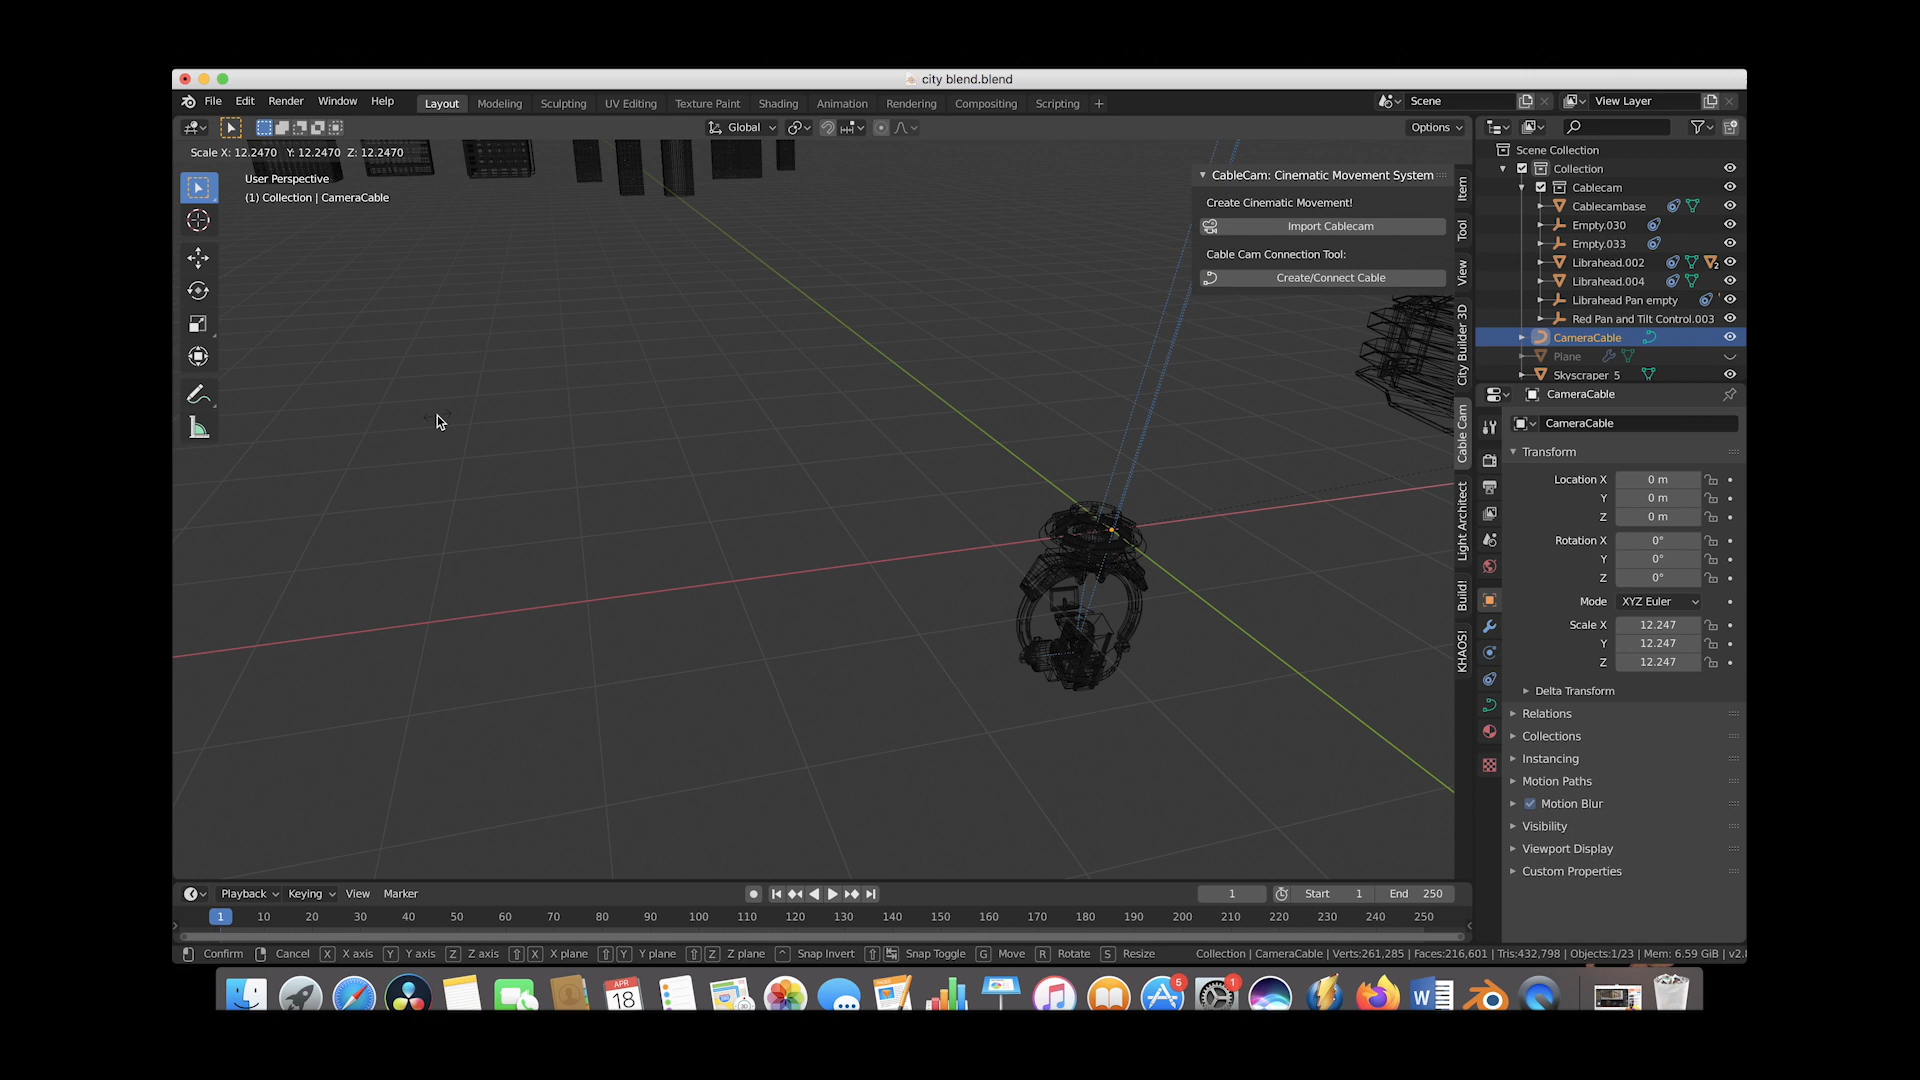 city blend.blend
File Edit Render Window Help Layout Modeling Sculpting UV Editing Texture Paint Shading Animation Rendering Compositing Scripting + Scene View Layer
Global Options
Scale X: 12.2470 Y: 12.2470 Z: 12.2470
User Perspective
(1) Collection | CameraCable
CableCam: Cinematic Movement System
Create Cinematic Movement!
Import Cablecam
Cable Cam Connection Tool:
Create/Connect Cable
Item
Tool
View
City Builder 3D
Cable Cam
Light Architect
Build!
KHAOS!
Scene Collection
Collection
Cablecam
Cablecambase
Empty.030
Empty.033
Librahead.002 2
Librahead.004
Librahead Pan empty
Red Pan and Tilt Control.003
CameraCable
Plane
Skyscraper 5
CameraCable
CameraCable
Transform
Location X 0 m
Y 0 m
Z 0 m
Rotation X 0°
Y 0°
Z 0°
Mode XYZ Euler
Scale X 12.247
Y 12.247
Z 12.247
Delta Transform
Relations
Collections
Instancing
Motion Paths
Motion Blur
Visibility
Viewport Display
Custom Properties
Playback Keying View Marker 1 Start 1 End 250
1 10 20 30 40 50 60 70 80 90 100 110 120 130 140 150 160 170 180 190 200 210 220 230 240 250
Confirm Cancel X X axis Y Y axis Z Z axis X X plane Y Y plane Z Z plane Snap Invert Snap Toggle G Move R Rotate S Resize Collection | CameraCable | Verts:261,285 | Faces:216,601 | Tris:432,798 | Objects:1/23 | Mem: 6.59 GiB | v2.8
APR
18
5
1
W